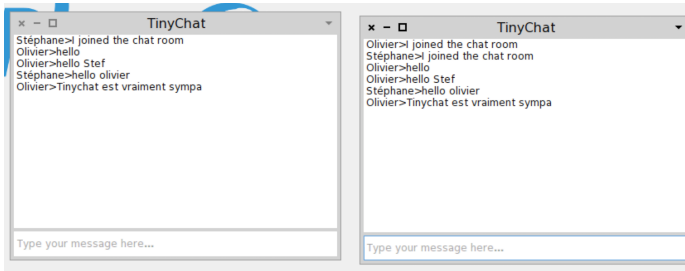 TinyChat
Stéphane>I joined the chat room
Olivier>hello
Olivier>hello Stef
Stéphane>hello olivier
Olivier>Tinychat est vraiment sympa
Type your message here...
TinyChat
Olivier>I joined the chat room
Stéphane>I joined the chat room
Olivier>hello
Olivier>hello Stef
Stéphane>hello olivier
Olivier>Tinychat est vraiment sympa
Type your message here...